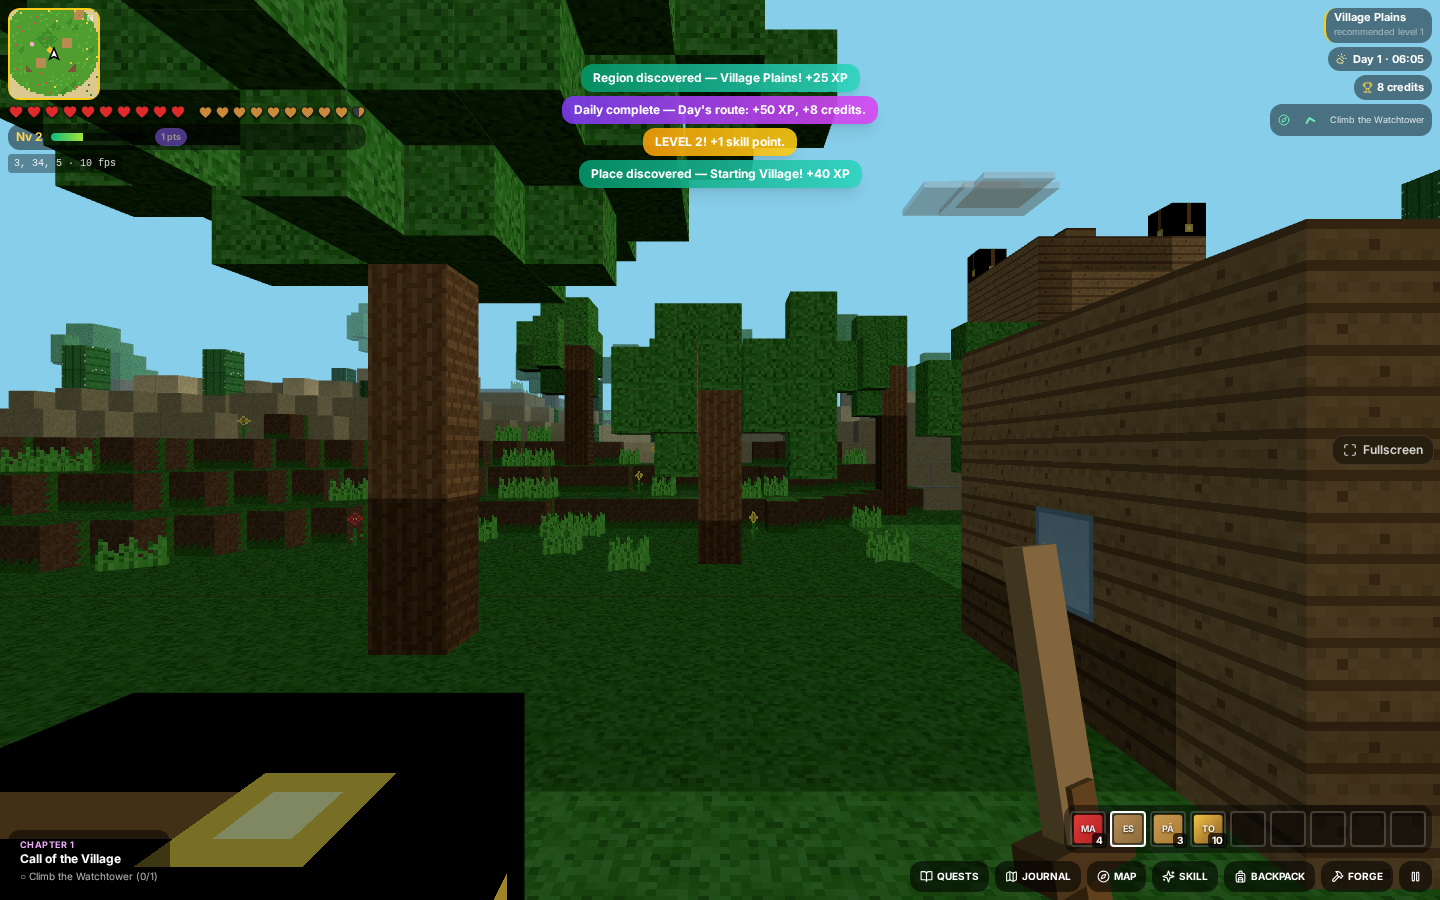 Village Plains
recommended level 1
Day 1 · 06:05
8 credits
Climb the Watchtower
Region discovered — Village Plains! +25 XP
Daily complete — Day's route: +50 XP, +8 credits.
LEVEL 2! +1 skill point.
Place discovered — Starting Village! +40 XP
Nv 2
1 pts
3, 34, 5 · 10 fps
Fullscreen
CHAPTER 1
Call of the Village
○ Climb the Watchtower (0/1)
MA 4
ES
PÃ 3
TO 10
QUESTS
JOURNAL
MAP
SKILL
BACKPACK
FORGE